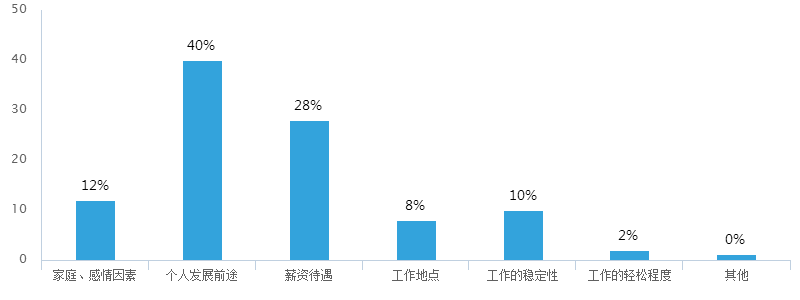 50
40
30
20
10
0
12%
40%
28%
8%
10%
2%
0%
家庭、感情因素
个人发展前途
薪资待遇
工作地点
工作的稳定性
工作的轻松程度
其他